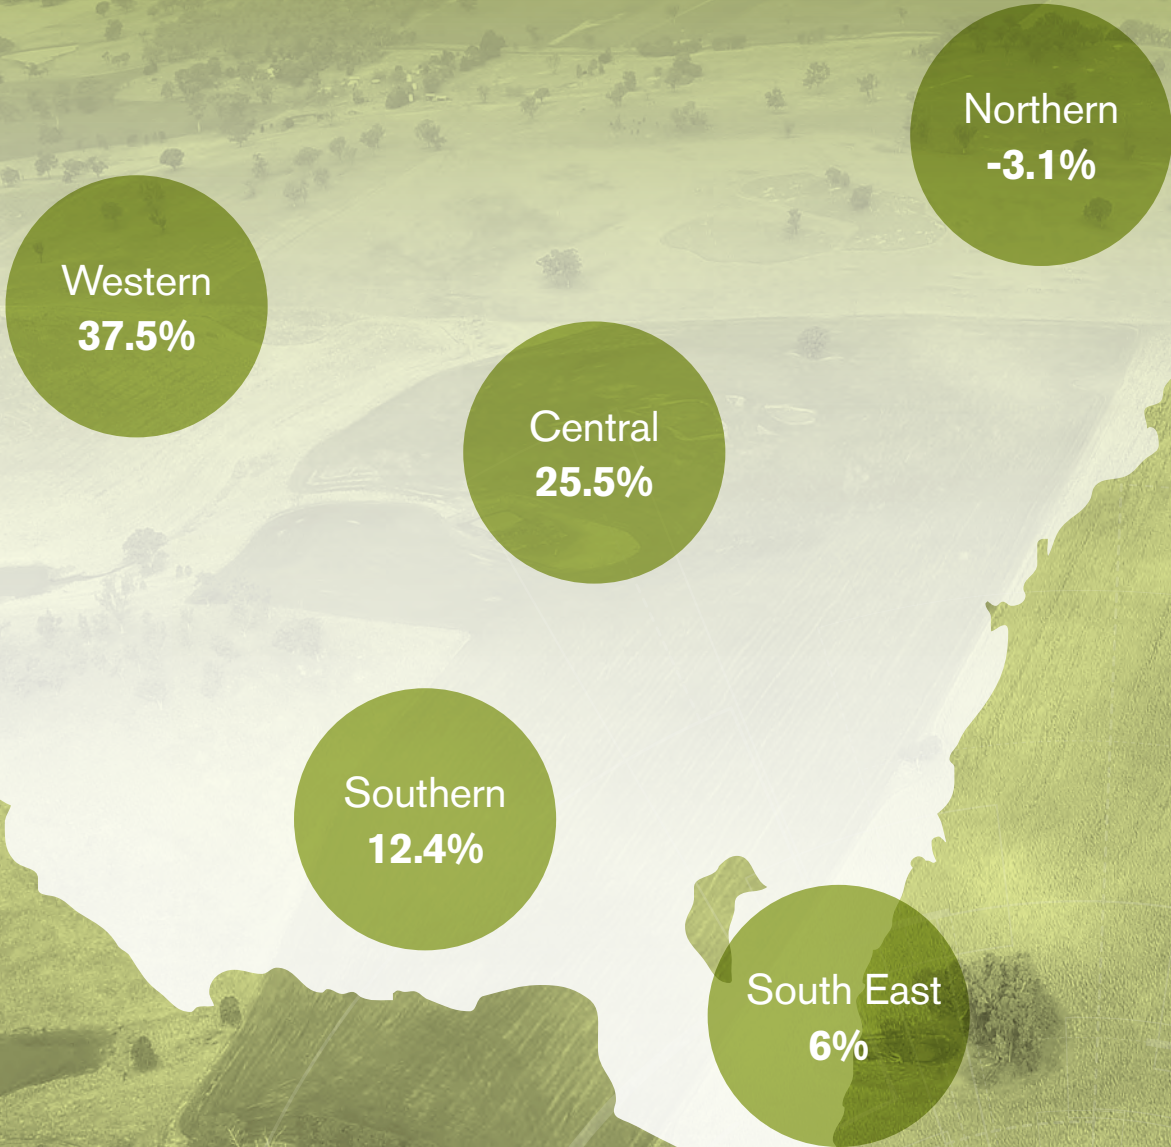 Northern
-3.1%
Western
37.5%
Central
25.5%
Southern
12.4%
South East
6%